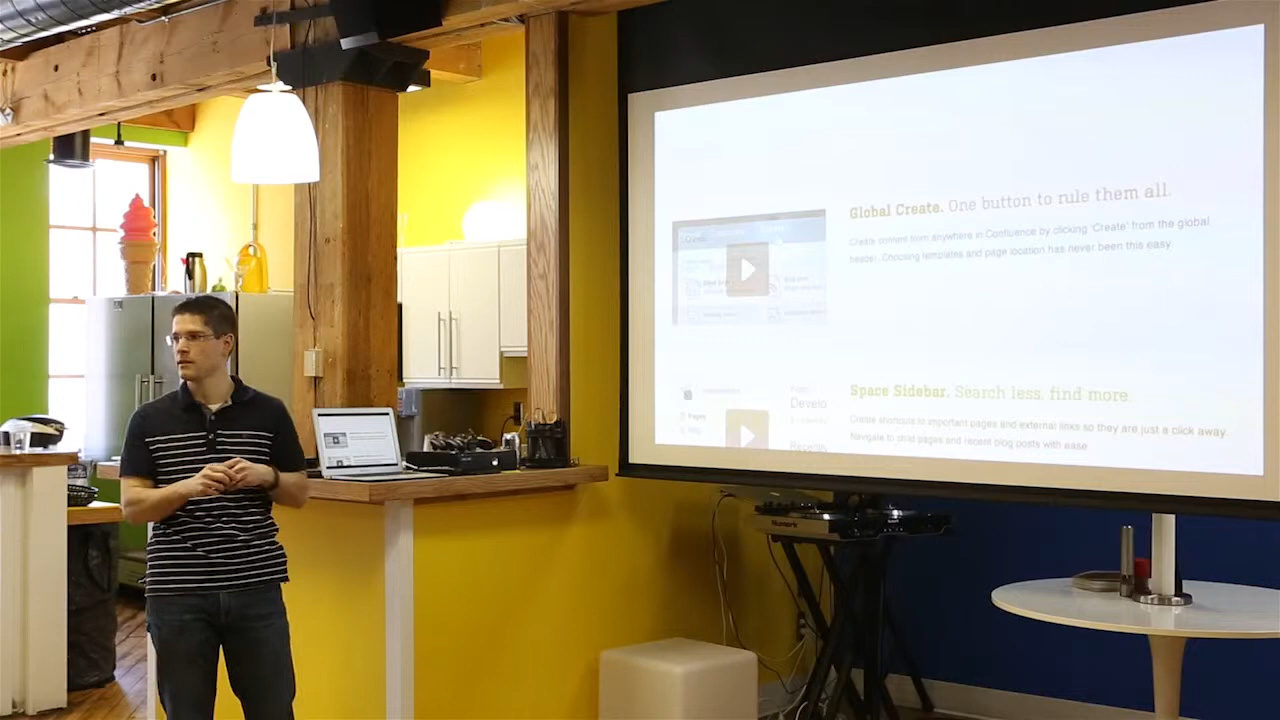 Global Create. One button to rule them all.
Create content from anywhere in Confluence by clicking 'Create' from the global
header. Choosing templates and page location has never been this easy.
Space Sidebar. Search less, find more.
Create shortcuts to important pages and external links so they are just a click away.
Navigate to child pages and recent blog posts with ease
Pages
Develo
Numark